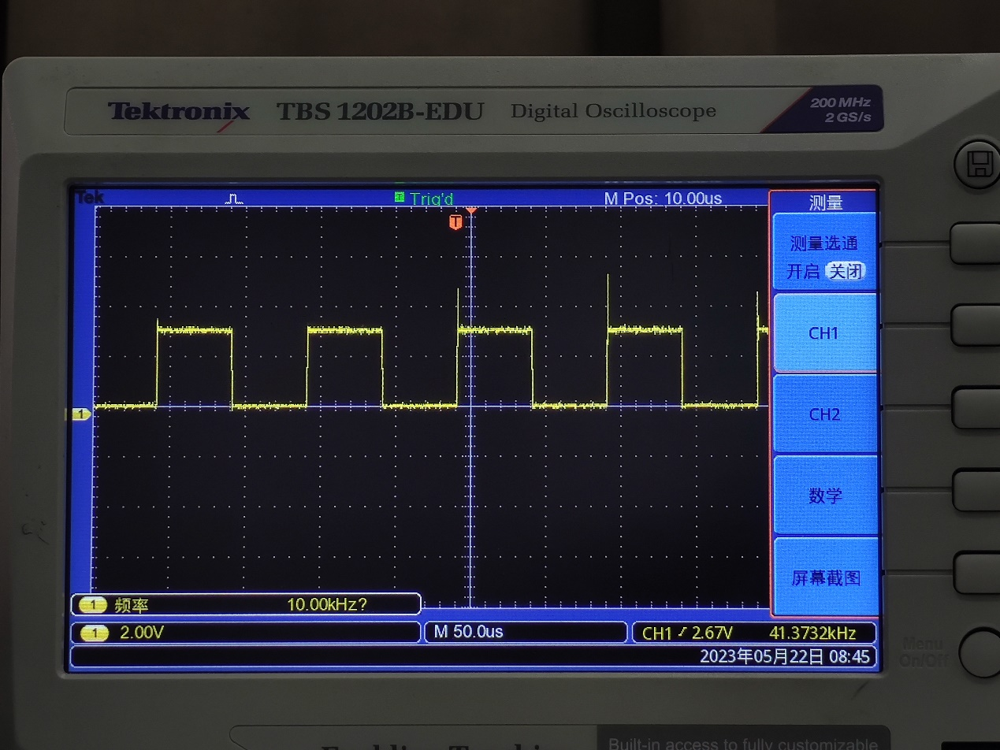 Tektronix TBS 1202B-EDU Digital Oscilloscope 200 MHz
2 GS/s
Tek Trig'd M Pos: 10.00us
T
测量
测量选通
开启 关闭
CH1
CH2
数学
屏幕截图
1
1 频率 10.00kHz?
1 2.00V M 50.0us CH1 2.67V 41.3732kHz
2023年05月22日 08:45
Menu
On/Off
Built-in access to fully customizable